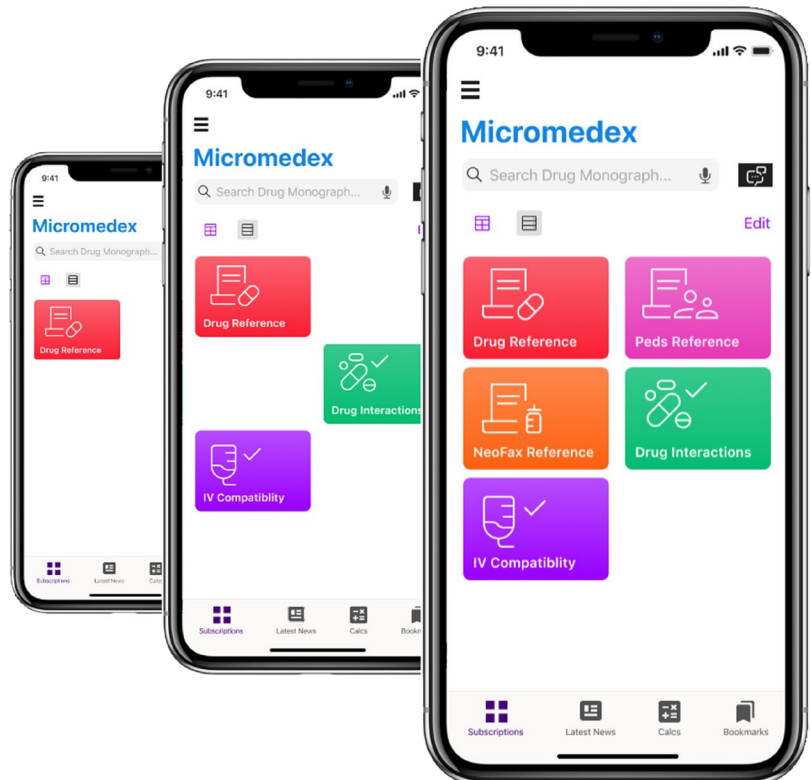 9:41
Micromedex
Search Drug Monograph...
Drug Reference
Subscriptions
Latest News
Calcs
9:41
Micromedex
Search Drug Monograph...
Drug Reference
Drug Interactions
IV Compatiblity
Subscriptions
Latest News
Calcs
9:41
Micromedex
Search Drug Monograph...
Edit
Drug Reference Peds Reference
NeoFax Reference Drug Interactions
IV Compatiblity
Subscriptions Latest News Calcs Bookmarks